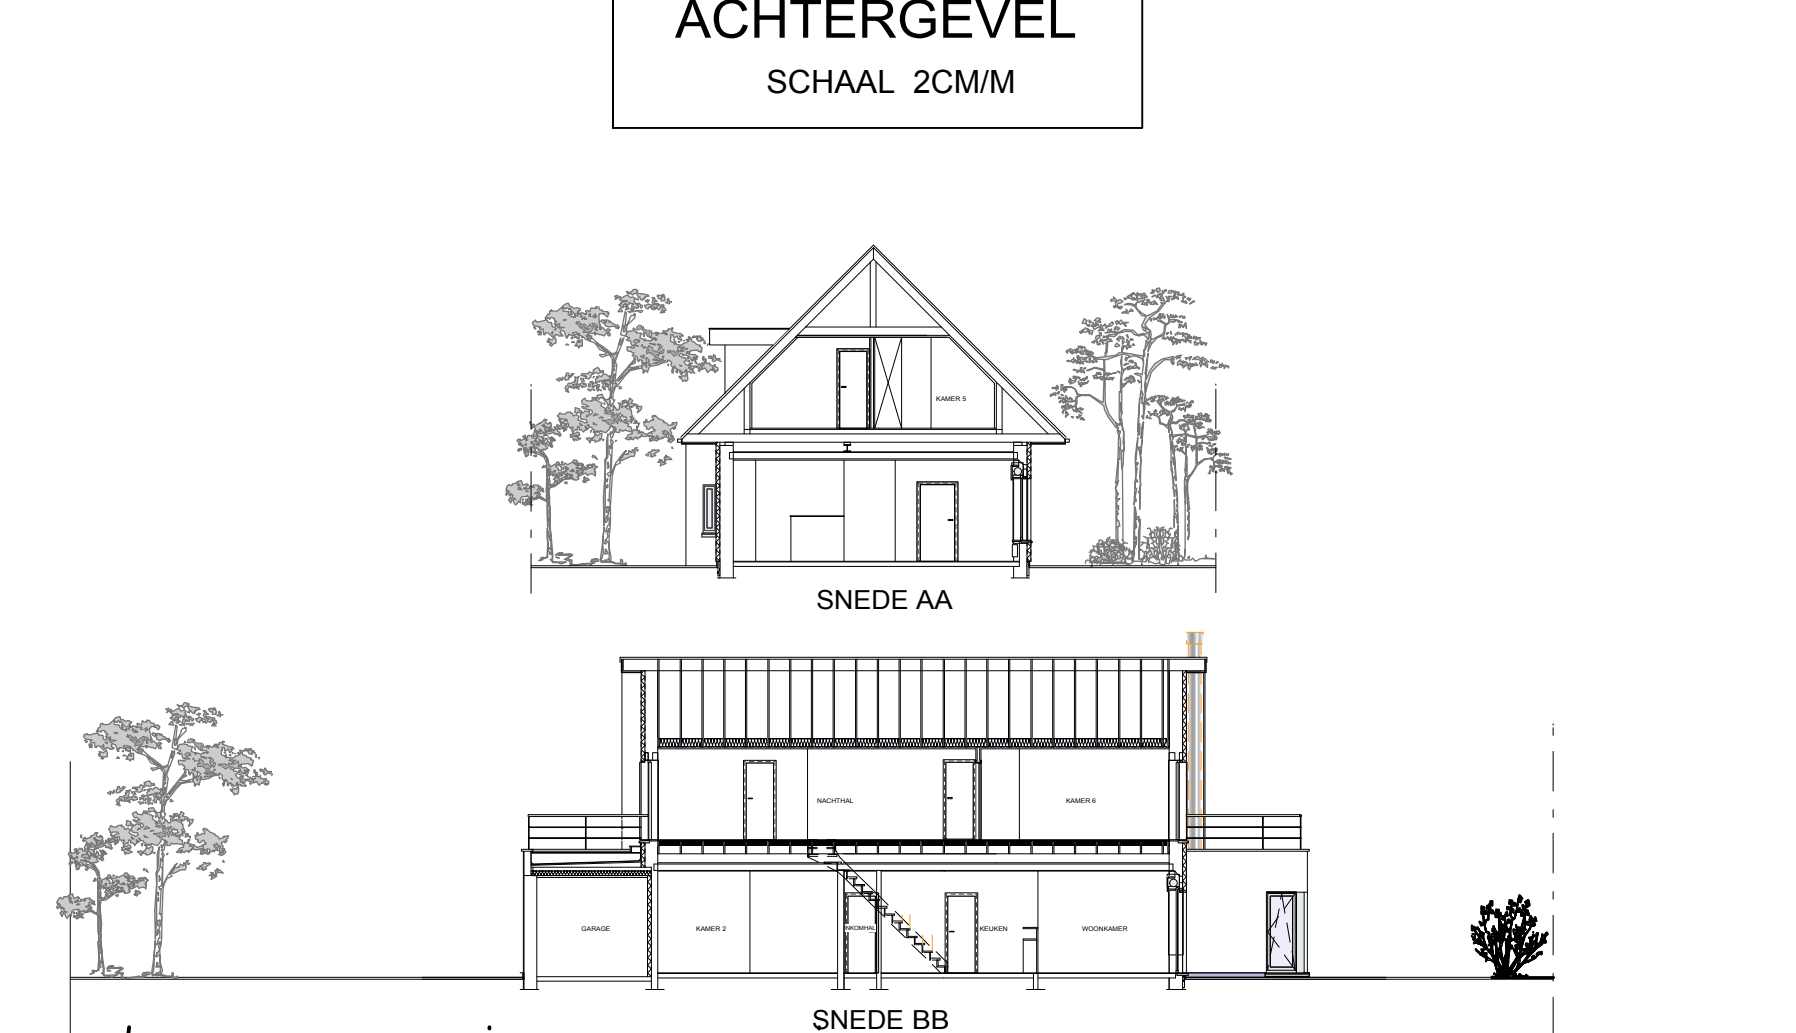 ACHTERGEVEL
SCHAAL 2CM/M
KAMER 5
SNEDE AA
NACHTHAL
KAMER 6
GARAGE
KAMER 2
INKOMHAL
KEUKEN
WOONKAMER
SNEDE BB